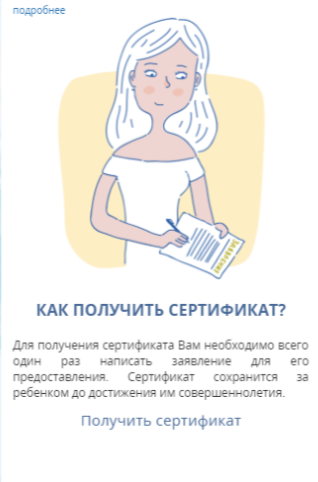 подробнее
ЗАЯВЛЕНИЕ
КАК ПОЛУЧИТЬ СЕРТИФИКАТ?
Для получения сертификата Вам необходимо всего
один раз написать заявление для его
предоставления. Сертификат сохранится за
ребенком до достижения им совершеннолетия.
Получить сертификат